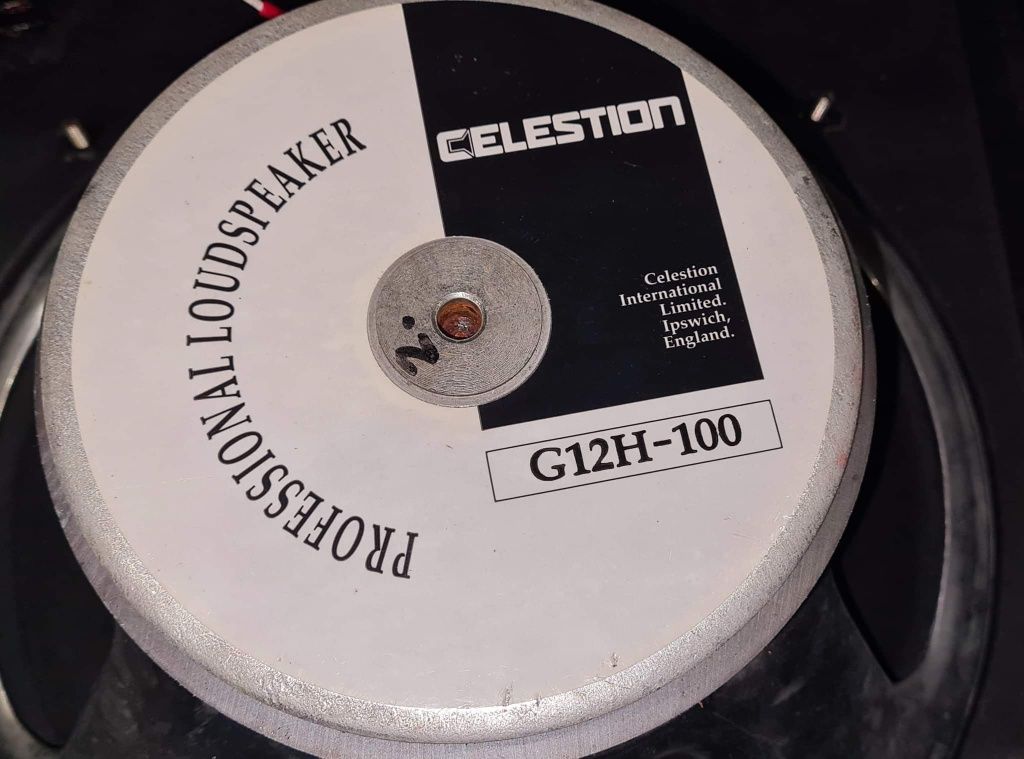 PROFESSIONAL LOUDSPEAKER
CELESTION
Celestion
International
Limited.
Ipswich,
England.
G12H-100